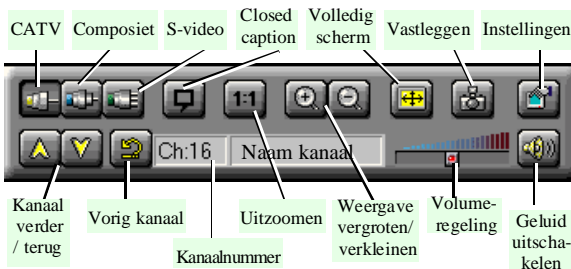 CATV
Composiet
S-video
Closed
caption
Volledig
scherm
Vastleggen
Instellingen
1:1
Ch:16
Naam kanaal
Kanaal
verder
/ terug
Vorig kanaal
Kanaalnummer
Uitzoomen
Weergave
vergroten/
verkleinen
Volume-
regeling
Geluid
uitscha-
kelen